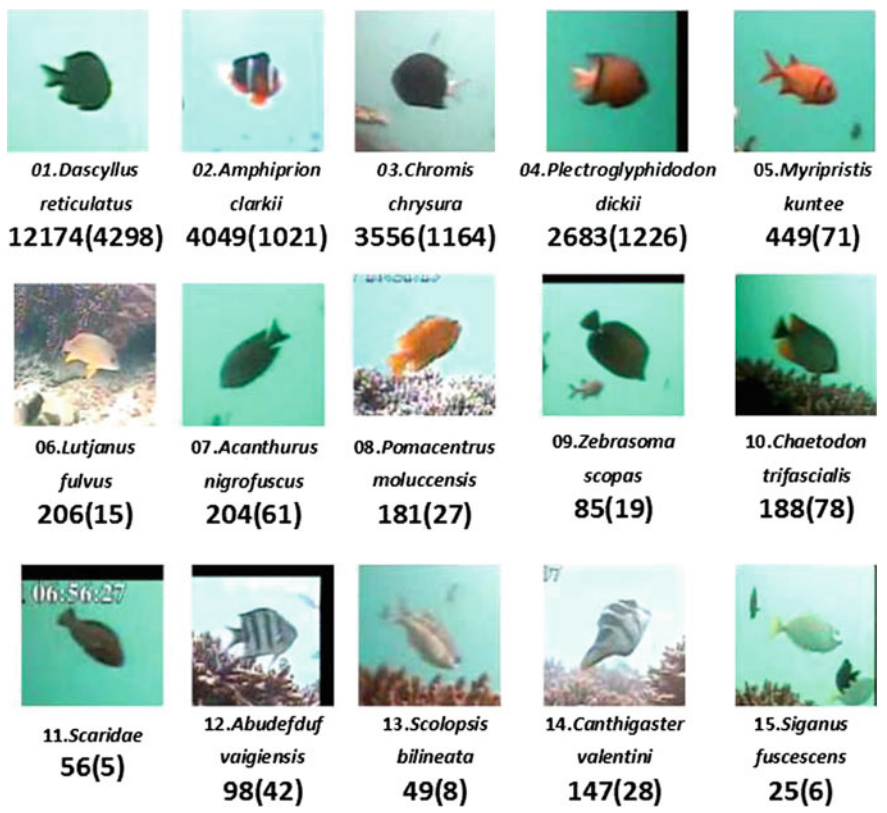 01.Dascyllus
reticulatus
12174(4298)
02.Amphiprion
clarkii
4049(1021)
03.Chromis
chrysura
3556(1164)
04.Plectroglyphidodon
dickii
2683(1226)
05.Myripristis
kuntee
449(71)
06.Lutjanus
fulvus
206(15)
07.Acanthurus
nigrofuscus
204(61)
08.Pomacentrus
moluccensis
181(27)
09.Zebrasoma
scopas
85(19)
10.Chaetodon
trifascialis
188(78)
06:56:27
11.Scaridae
56(5)
12.Abudefduf
vaigiensis
98(42)
13.Scolopsis
bilineata
49(8)
14.Canthigaster
valentini
147(28)
15.Siganus
fuscescens
25(6)